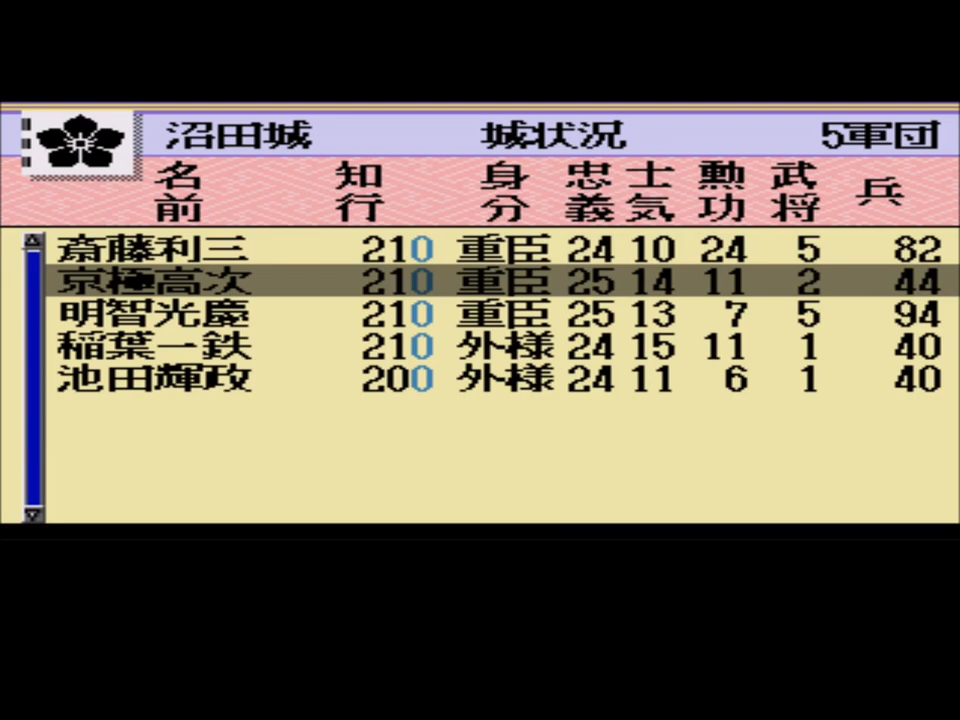 沼田城 城状況 5軍団
名前 知行 身分 忠義 士気 勲功 武将 兵
斎藤利三 210 重臣 24 10 24 5 82
京極高次 210 重臣 25 14 11 2 44
明智光慶 210 重臣 25 13 7 5 94
稲葉一鉄 210 外様 24 15 11 1 40
池田輝政 200 外様 24 11 6 1 40